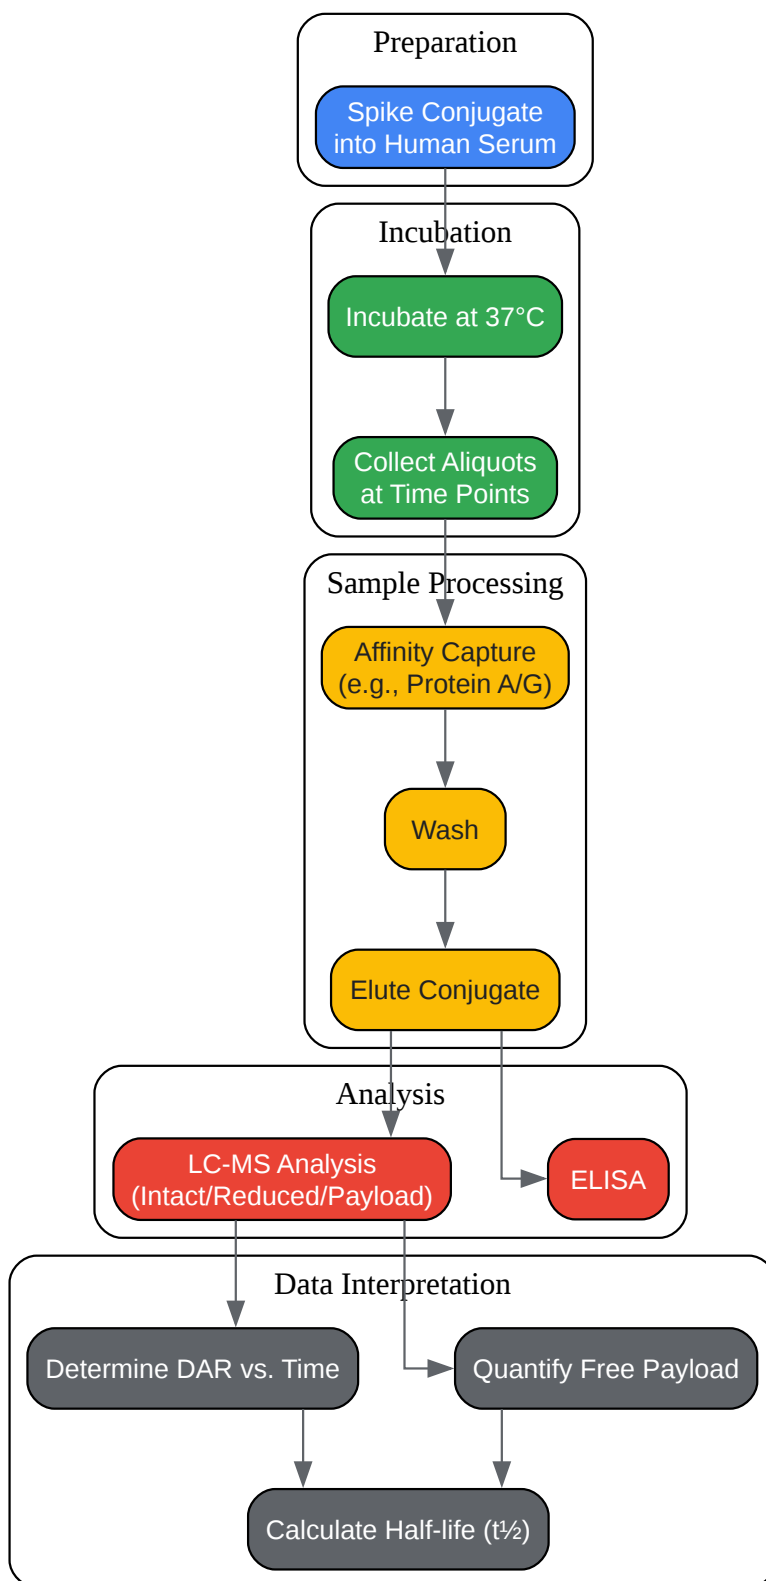 Preparation
Spike Conjugate
into Human Serum
Incubation
Incubate at 37°C
Collect Aliquots
at Time Points
Sample Processing
Affinity Capture
(e.g., Protein A/G)
Wash
Elute Conjugate
Analysis
LC-MS Analysis
(Intact/Reduced/Payload)
ELISA
Data Interpretation
Determine DAR vs. Time
Quantify Free Payload
Calculate Half-life (t½)